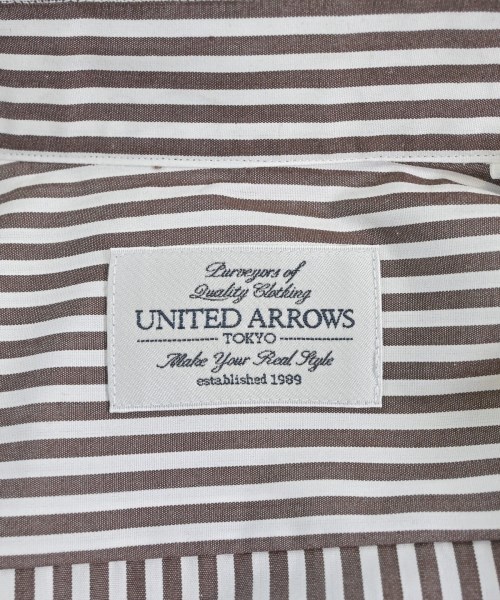 Purveyors of
Quality Clothing
UNITED ARROWS
TOKYO
Make Your Real Style
established 1989